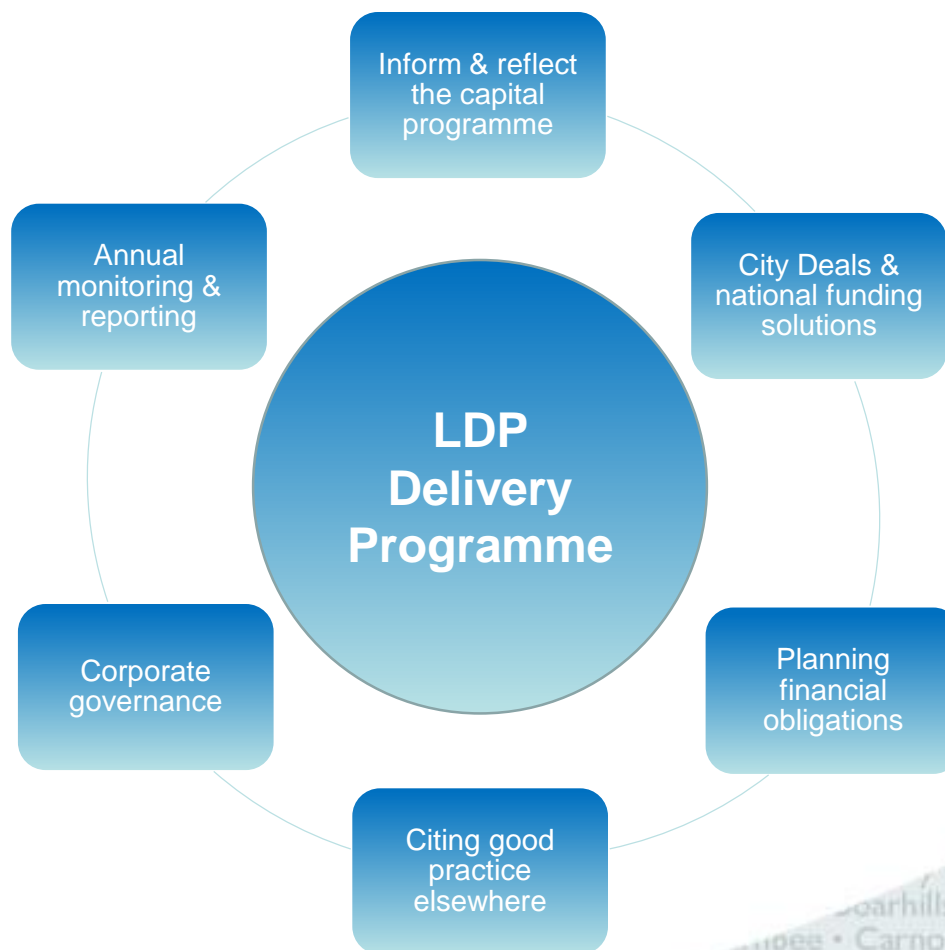 Inform & reflect
the capital
programme
City Deals &
national funding
solutions
Planning
financial
obligations
Citing good
practice
elsewhere
Corporate
governance
Annual
monitoring &
reporting
LDP
Delivery
Programme